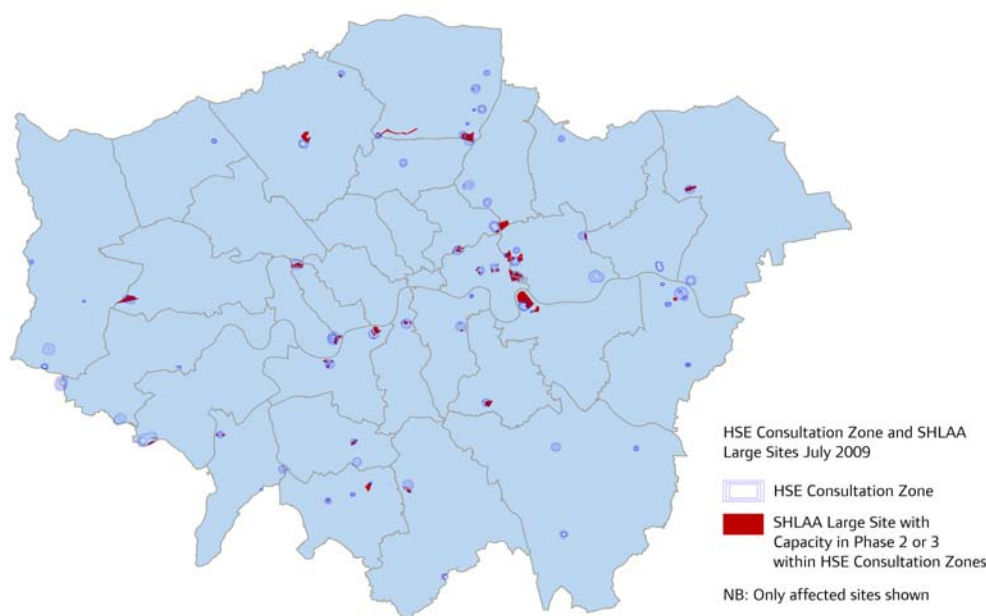 HSE Consultation Zone and SHLAA
Large Sites July 2009
HSE Consultation Zone
SHLAA Large Site with
Capacity in Phase 2 or 3
within HSE Consultation Zones
NB: Only affected sites shown